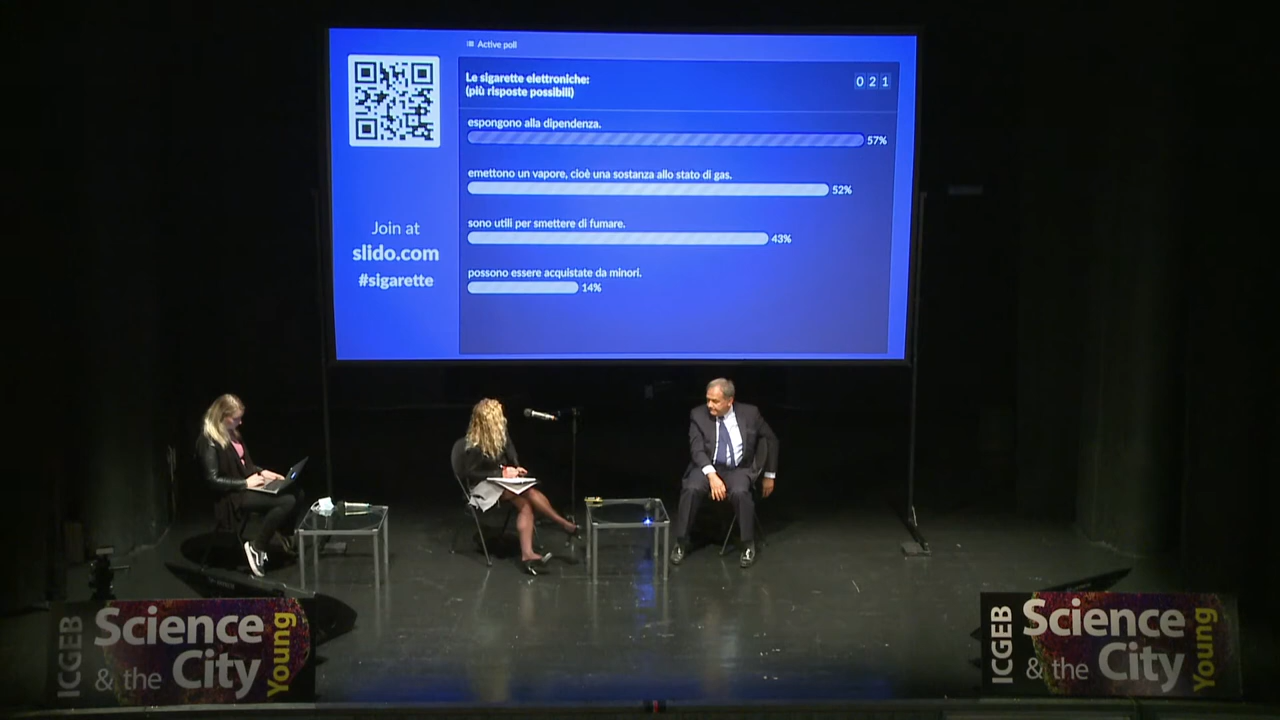 Active poll
Le sigarette elettroniche:
(più risposte possibili)
0 2 1
espongono alla dipendenza.
57%
emettono un vapore, cioè una sostanza allo stato di gas.
52%
sono utili per smettere di fumare.
43%
possono essere acquistate da minori.
14%
Join at
slido.com
#sigarette
ICGEB
Science
& the City
Young
ICGEB
Science
& the City
Young